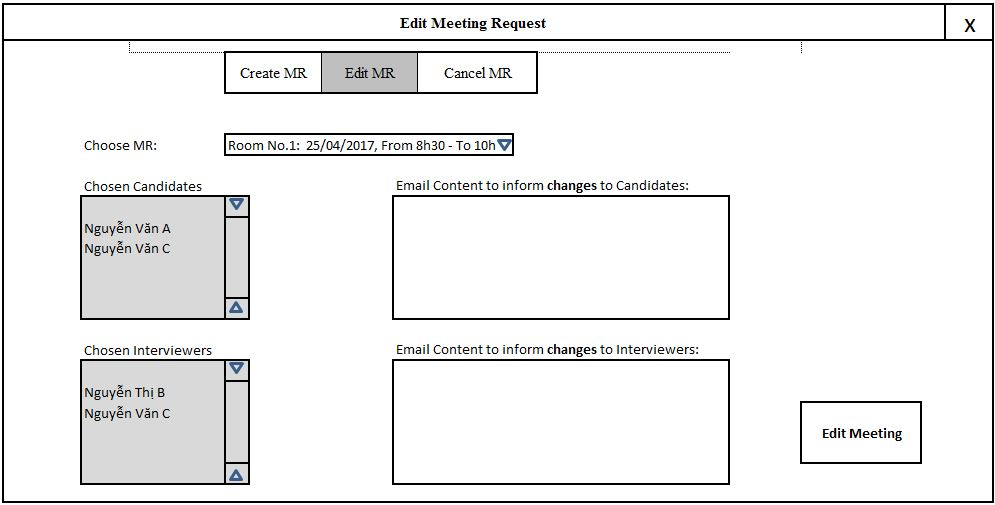 Edit Meeting Request
X
Create MR
Edit MR
Cancel MR
Choose MR:
Room No.1: 25/04/2017, From 8h30 - To 10h
Chosen Candidates
Nguyễn Văn A
Nguyễn Văn C
Email Content to inform changes to Candidates:
Chosen Interviewers
Nguyễn Thị B
Nguyễn Văn C
Email Content to inform changes to Interviewers:
Edit Meeting